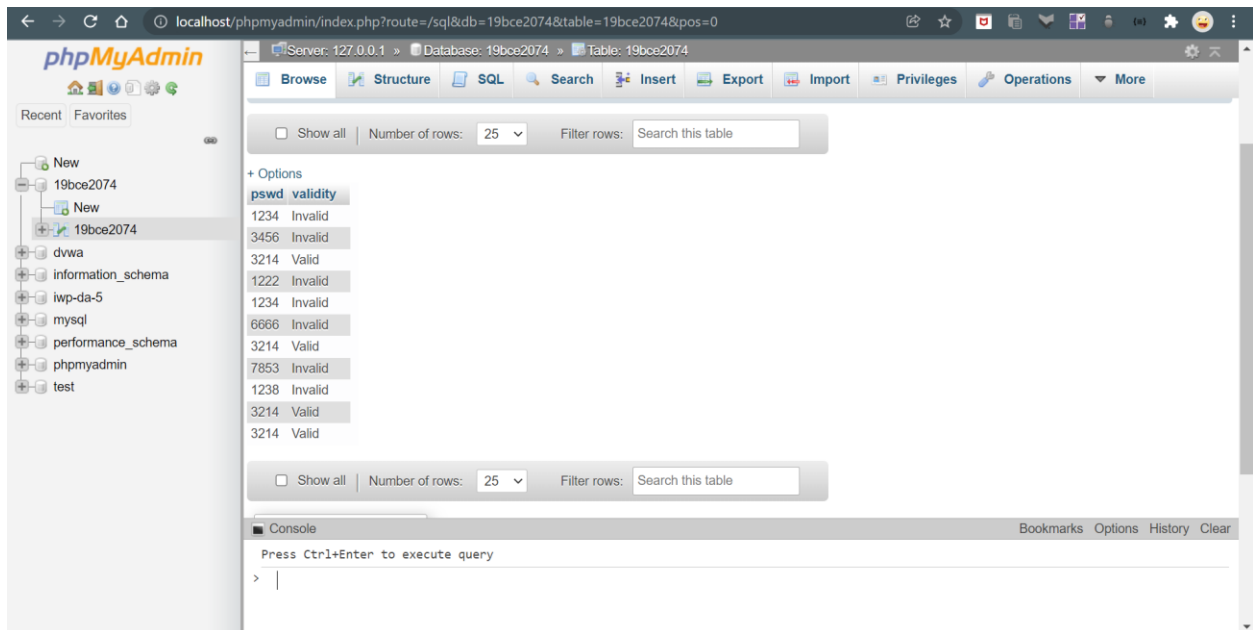 localhost/phpmyadmin/index.php?route=/sql&db=19bce2074&table=19bce2074&pos=0
phpMyAdmin
Recent Favorites
New
19bce2074
New
19bce2074
dvwa
information_schema
iwp-da-5
mysql
performance_schema
phpmyadmin
test
Server: 127.0.0.1 » Database: 19bce2074 » Table: 19bce2074
Browse Structure SQL Search Insert Export Import Privileges Operations More
Show all Number of rows: 25 Filter rows: Search this table
+ Options
pswd validity
1234 Invalid
3456 Invalid
3214 Valid
1222 Invalid
1234 Invalid
6666 Invalid
3214 Valid
7853 Invalid
1238 Invalid
3214 Valid
3214 Valid
Show all Number of rows: 25 Filter rows: Search this table
Console Bookmarks Options History Clear
Press Ctrl+Enter to execute query
>